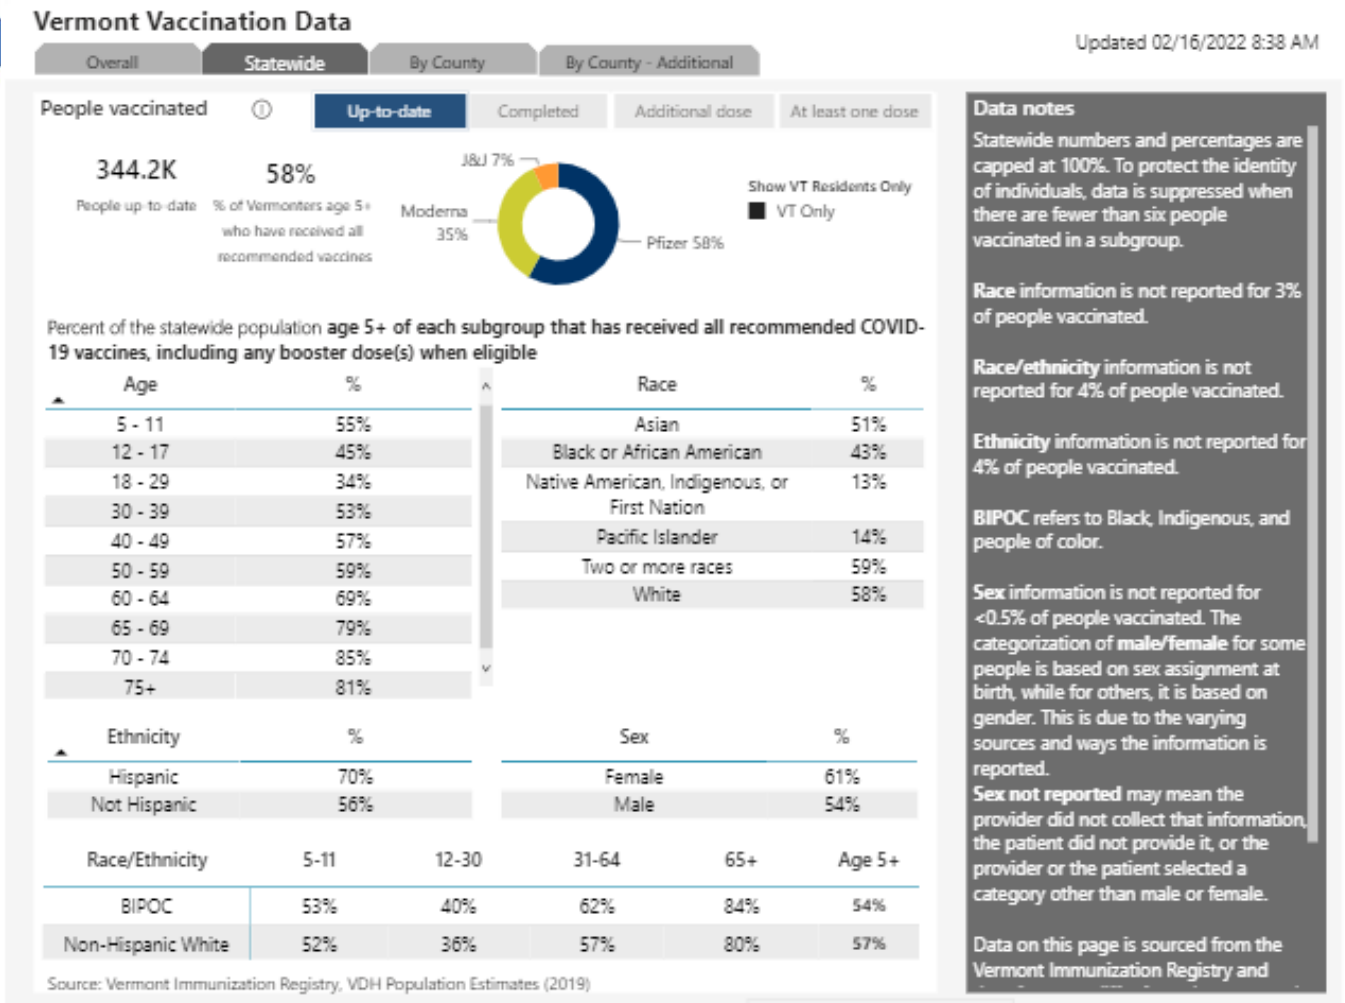 Vermont Vaccination Data
Updated 02/16/2022 8:38 AM
Overall
Statewide
By County
By County - Additional
People vaccinated
Up-to-date
Completed
Additional dose
At least one dose
344.2K
People up-to-date
58%
% of Vermonters age 5+
who have received all
recommended vaccines
J&J 7%
Moderna
35%
Pfizer 58%
Show VT Residents Only
VT Only
Percent of the statewide population age 5+ of each subgroup that has received all recommended COVID-
19 vaccines, including any booster dose(s) when eligible
Age %
5 - 11 55%
12 - 17 45%
18 - 29 34%
30 - 39 53%
40 - 49 57%
50 - 59 59%
60 - 64 69%
65 - 69 79%
70 - 74 85%
75+ 81%
Race %
Asian 51%
Black or African American 43%
Native American, Indigenous, or 13%
First Nation
Pacific Islander 14%
Two or more races 59%
White 58%
Ethnicity %
Hispanic 70%
Not Hispanic 56%
Sex %
Female 61%
Male 54%
Race/Ethnicity 5-11 12-30 31-64 65+ Age 5+
BIPOC 53% 40% 62% 84% 54%
Non-Hispanic White 52% 36% 57% 80% 57%
Source: Vermont Immunization Registry, VDH Population Estimates (2019)
Data notes
Statewide numbers and percentages are
capped at 100%. To protect the identity
of individuals, data is suppressed when
there are fewer than six people
vaccinated in a subgroup.
Race information is not reported for 3%
of people vaccinated.
Race/ethnicity information is not
reported for 4% of people vaccinated.
Ethnicity information is not reported for
4% of people vaccinated.
BIPOC refers to Black, Indigenous, and
people of color.
Sex information is not reported for
<0.5% of people vaccinated. The
categorization of male/female for some
people is based on sex assignment at
birth, while for others, it is based on
gender. This is due to the varying
sources and ways the information is
reported.
Sex not reported may mean the
provider did not collect that information,
the patient did not provide it, or the
provider or the patient selected a
category other than male or female.
Data on this page is sourced from the
Vermont Immunization Registry and